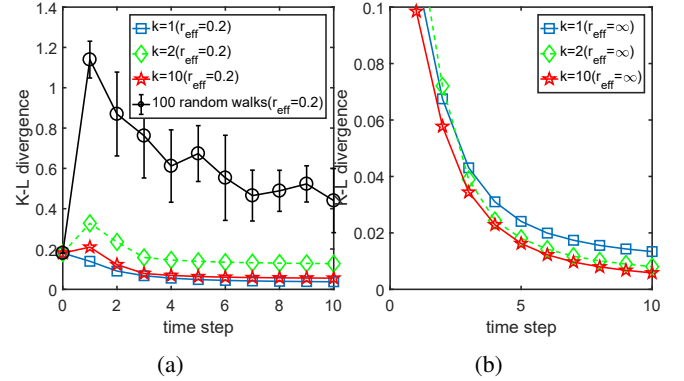 1.4
1.2
1
0.8
0.6
0.4
0.2
0
K-L divergence
0 2 4 6 8 10
time step
k=1(r_eff=0.2)
k=2(r_eff=0.2)
k=10(r_eff=0.2)
100 random walks(r_eff=0.2)
(a)
0.1
0.08
0.06
0.04
0.02
0
K-L divergence
0 5 10
time step
k=1(r_eff=∞)
k=2(r_eff=∞)
k=10(r_eff=∞)
(b)